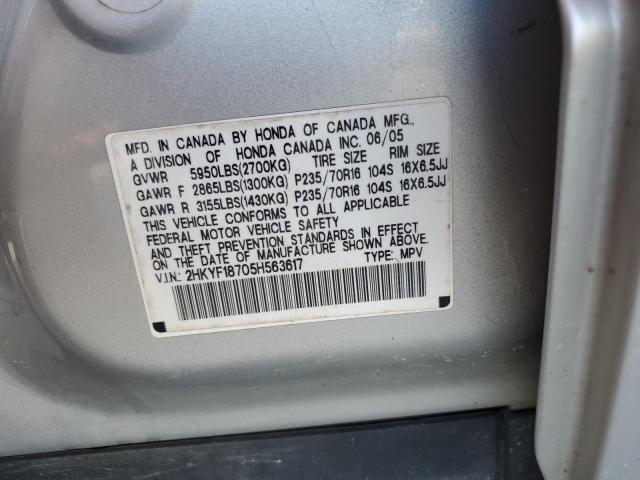 MFD. IN CANADA BY HONDA OF CANADA MFG.,
A DIVISION OF HONDA CANADA INC. 06/05
GVWR 5950LBS(2700KG) TIRE SIZE RIM SIZE
GAWR F 2865LBS(1300KG) P235/70R16 104S 16X6.5JJ
GAWR R 3155LBS(1430KG) P235/70R16 104S 16X6.5JJ
THIS VEHICLE CONFORMS TO ALL APPLICABLE
FEDERAL MOTOR VEHICLE SAFETY
AND THEFT PREVENTION STANDARDS IN EFFECT
ON THE DATE OF MANUFACTURE SHOWN ABOVE.
V.I.N.: 2HKYF18705H563617 TYPE: MPV